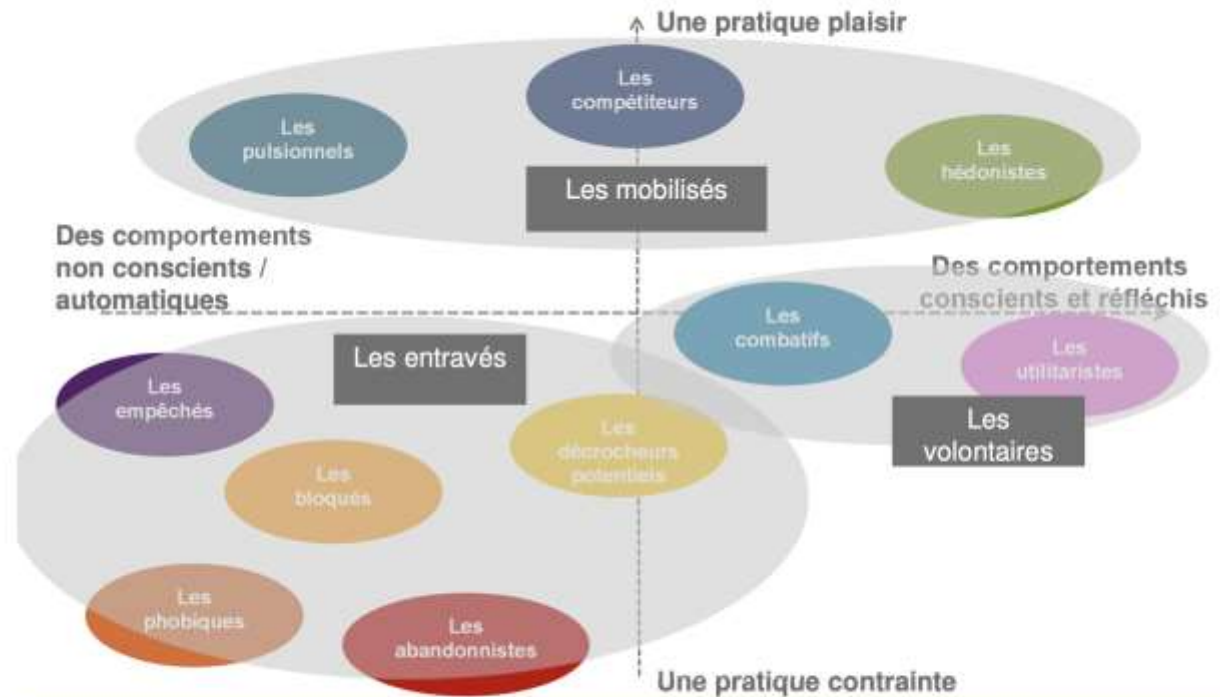 Une pratique plaisir
Les
compétiteurs
Les
pulsionnels
Les
hédonistes
Les mobilisés
Des comportements
non conscients /
automatiques
Des comportements
conscients et réfléchis
Les
combatifs
Les
utilitaristes
Les entravés
Les
empêchés
Les
décrocheurs
potentiels
Les
volontaires
Les
bloqués
Les
phobiques
Les
abandonnistes
Une pratique contrainte